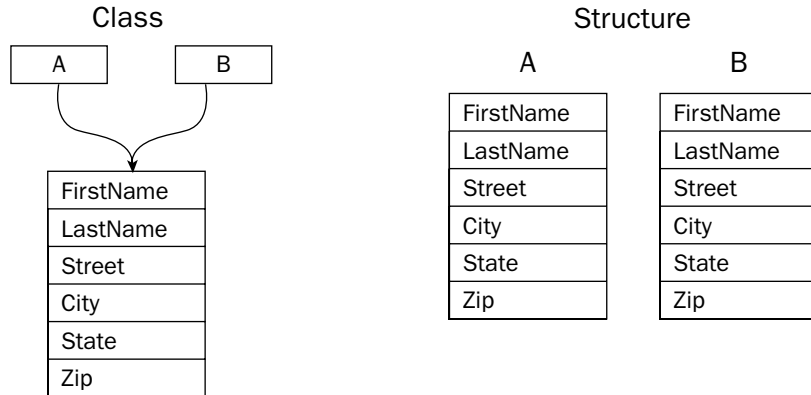 Class
A
B
FirstName
LastName
Street
City
State
Zip
Structure
A
B
FirstName
LastName
Street
City
State
Zip
FirstName
LastName
Street
City
State
Zip